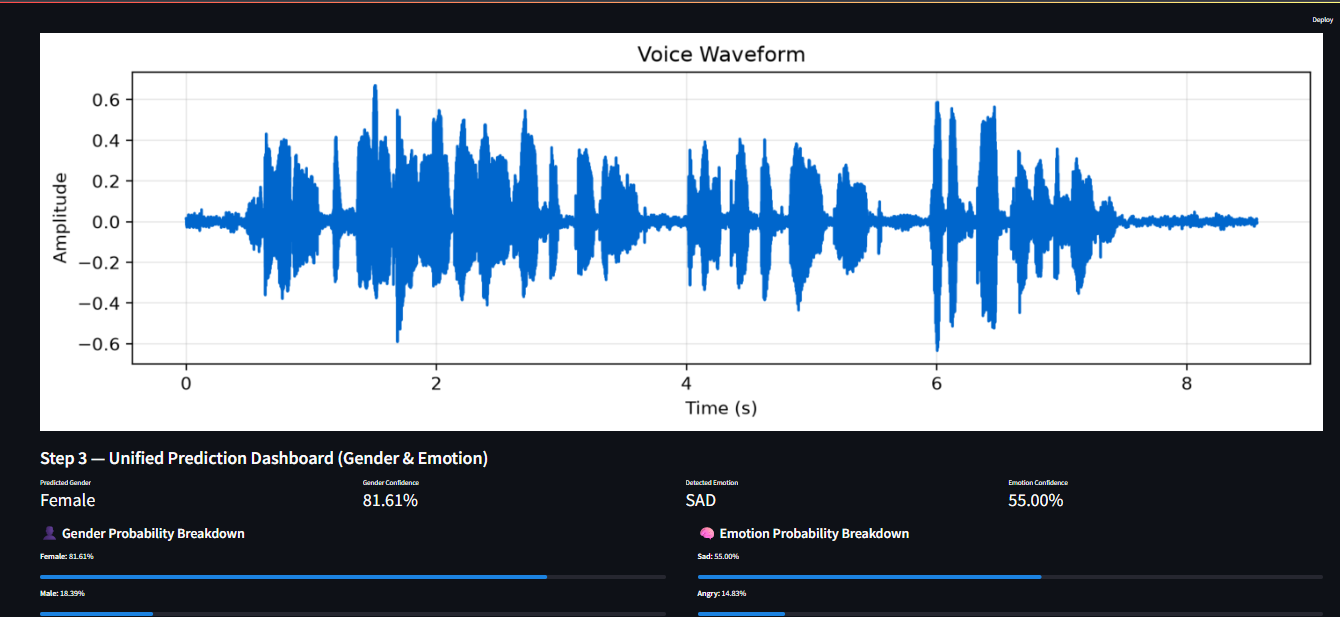 Deploy
Voice Waveform
0.6
0.4
0.2
0.0
−0.2
−0.4
−0.6
Amplitude
0 2 4 6 8
Time (s)
Step 3 — Unified Prediction Dashboard (Gender & Emotion)
Predicted Gender Gender Confidence Detected Emotion Emotion Confidence
Female 81.61% SAD 55.00%
Gender Probability Breakdown Emotion Probability Breakdown
Female: 81.61% Sad: 55.00%
Male: 18.39% Angry: 14.83%